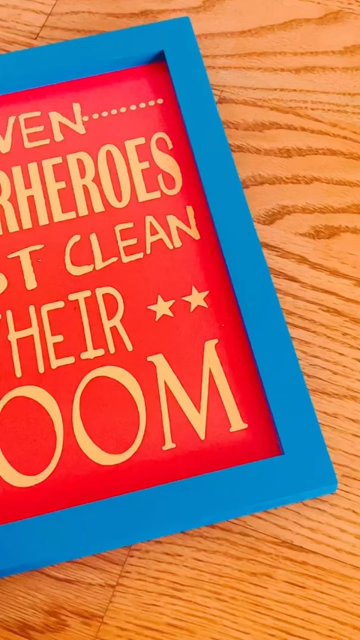 VEN..........
RHEROES
ST CLEAN
THEIR
OOM